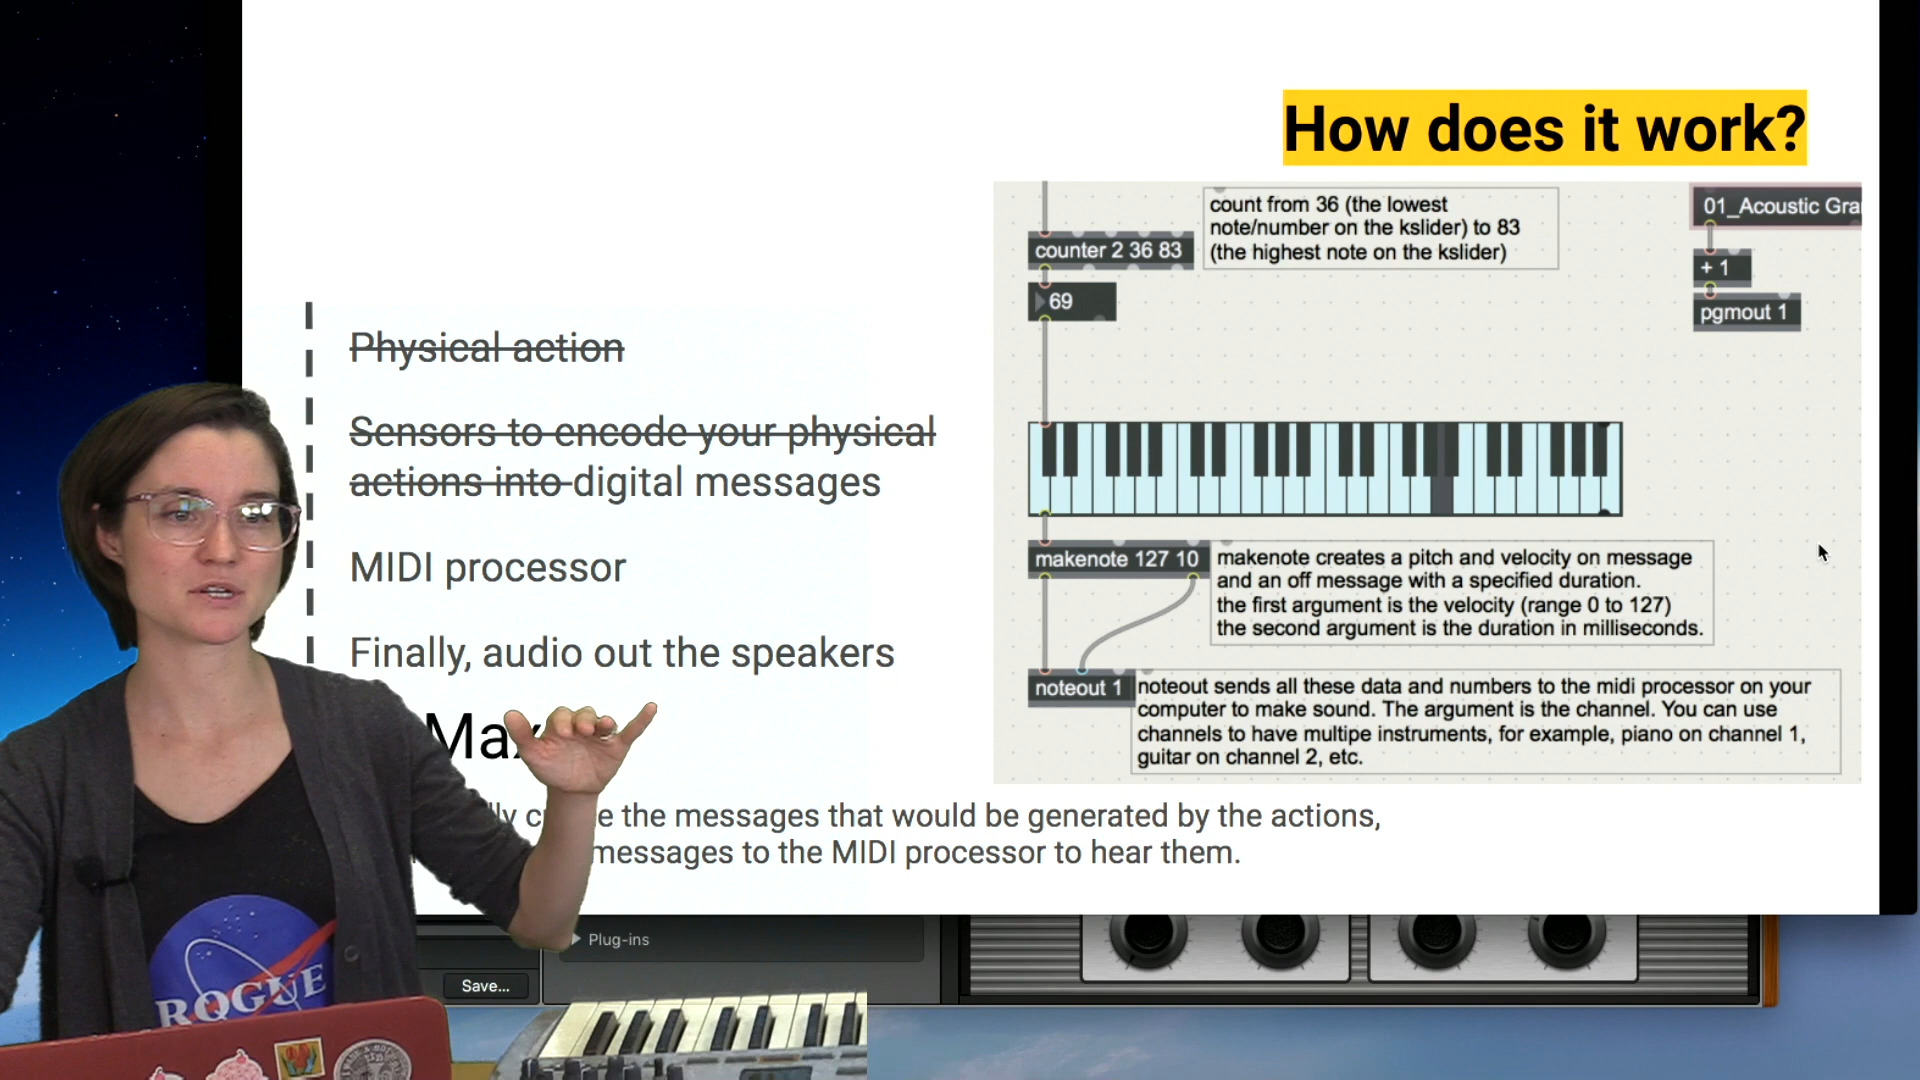 How does it work?
count from 36 (the lowest
note/number on the kslider) to 83
(the highest note on the kslider)
counter 2 36 83
69
01_Acoustic Gra
+ 1
pgmout 1
Physical action
Sensors to encode your physical
actions into digital messages
MIDI processor
Finally, audio out the speakers
makenote 127 10
makenote creates a pitch and velocity on message
and an off message with a specified duration.
the first argument is the velocity (range 0 to 127)
the second argument is the duration in milliseconds.
noteout 1
noteout sends all these data and numbers to the midi processor on your
computer to make sound. The argument is the channel. You can use
channels to have multipe instruments, for example, piano on channel 1,
guitar on channel 2, etc.
Max
the messages that would be generated by the actions,
messages to the MIDI processor to hear them.
Plug-ins
Save...
ROGUE